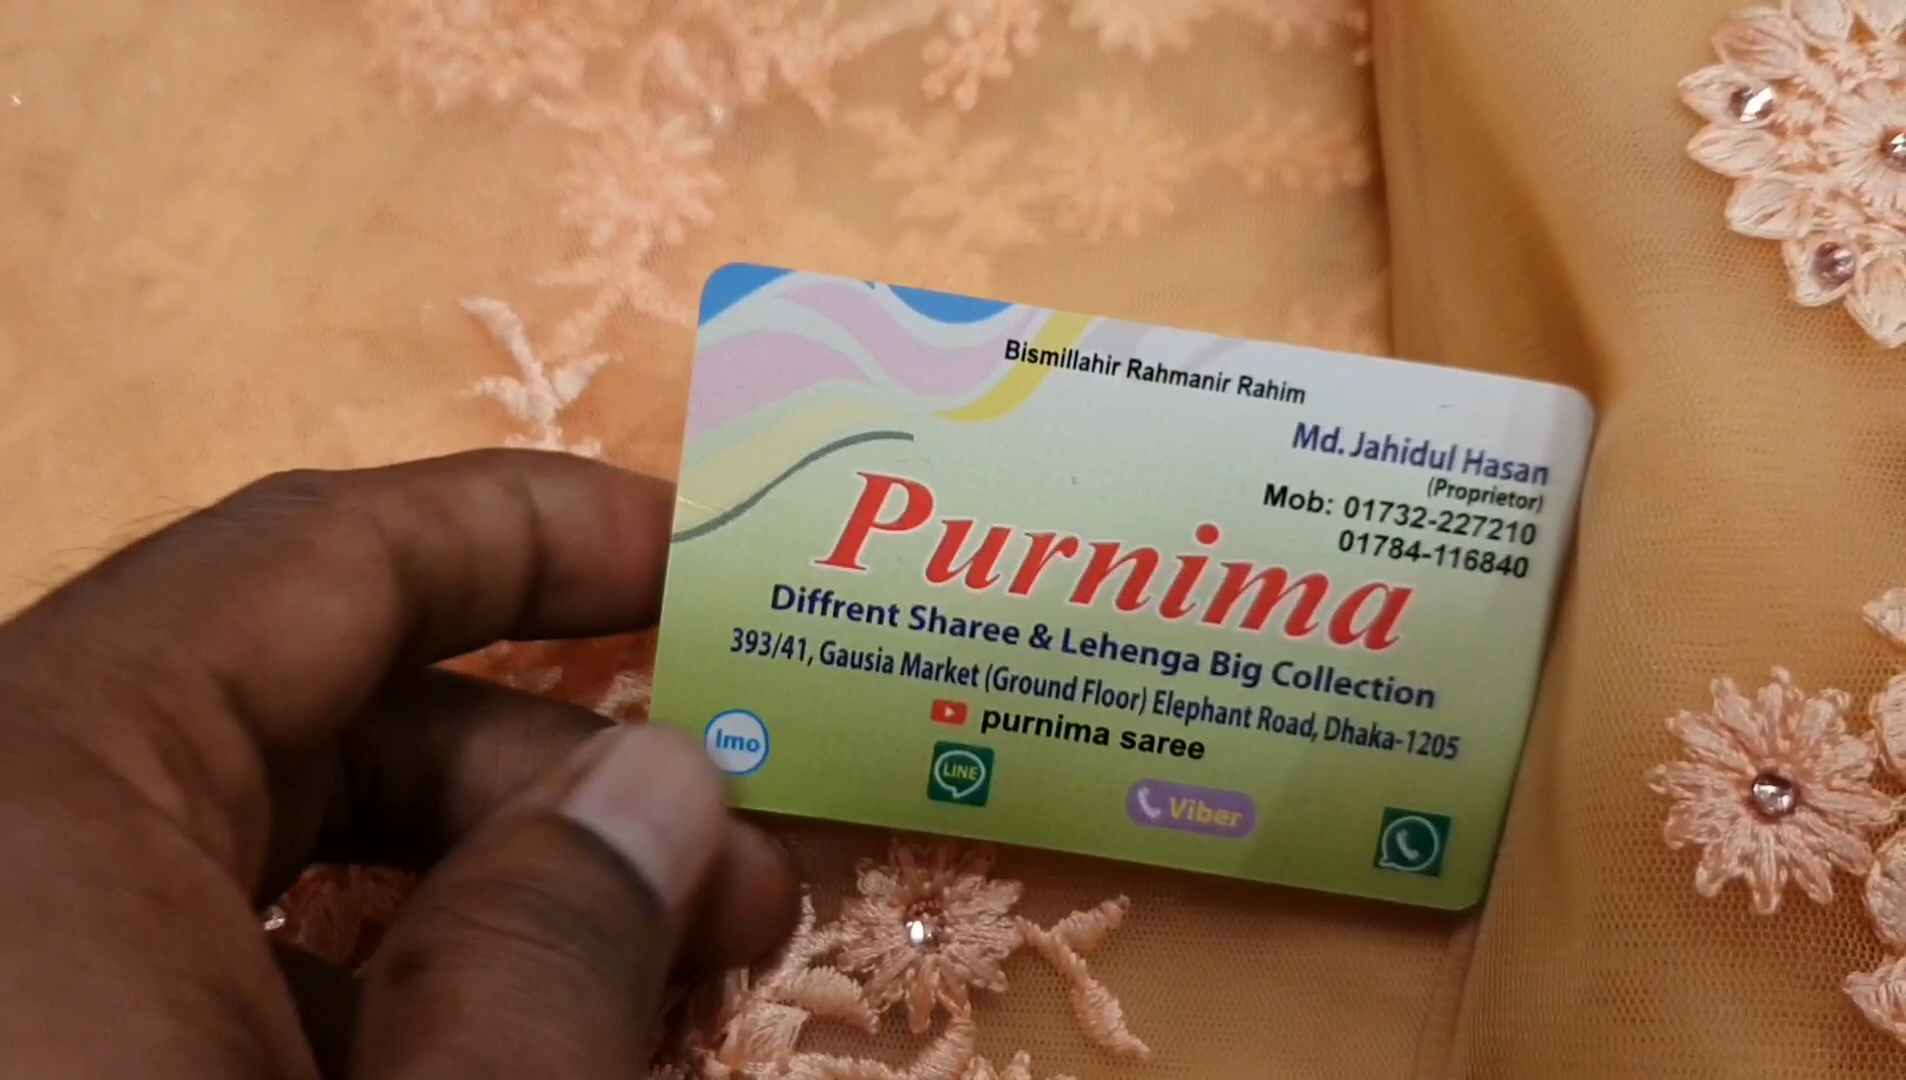 Bismillahir Rahmanir Rahim
Md. Jahidul Hasan
(Proprietor)
Mob: 01732-227210
01784-116840
Purnima
Diffrent Sharee & Lehenga Big Collection
393/41, Gausia Market (Ground Floor) Elephant Road, Dhaka-1205
purnima saree
Imo
LINE
Viber